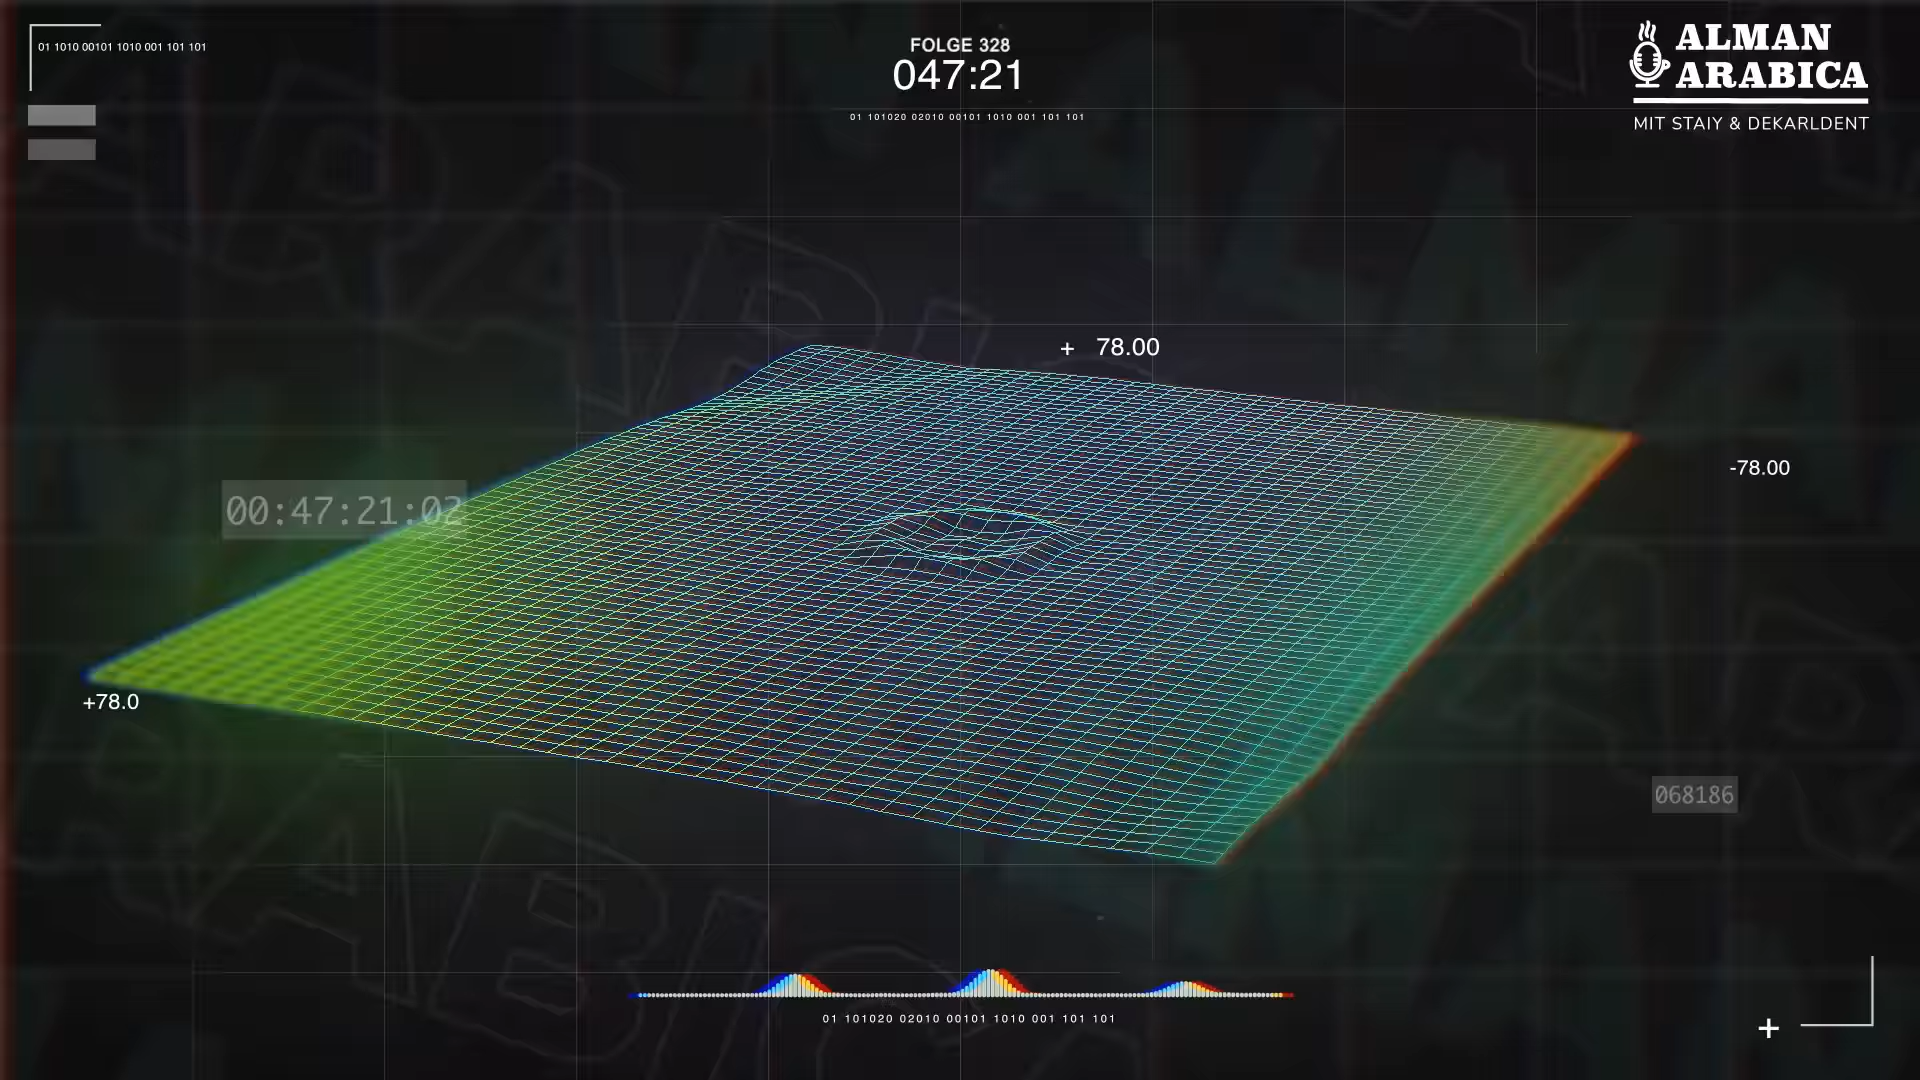 01 1010 00101 1010 001 101 101
FOLGE 328
047:21
01 101020 02010 00101 1010 001 101 101
ALMAN
ARABICA
MIT STAIY & DEKARLDENT
+ 78.00
-78.00
00:47:21:02
+78.0
068186
01 101020 02010 00101 1010 001 101 101
+